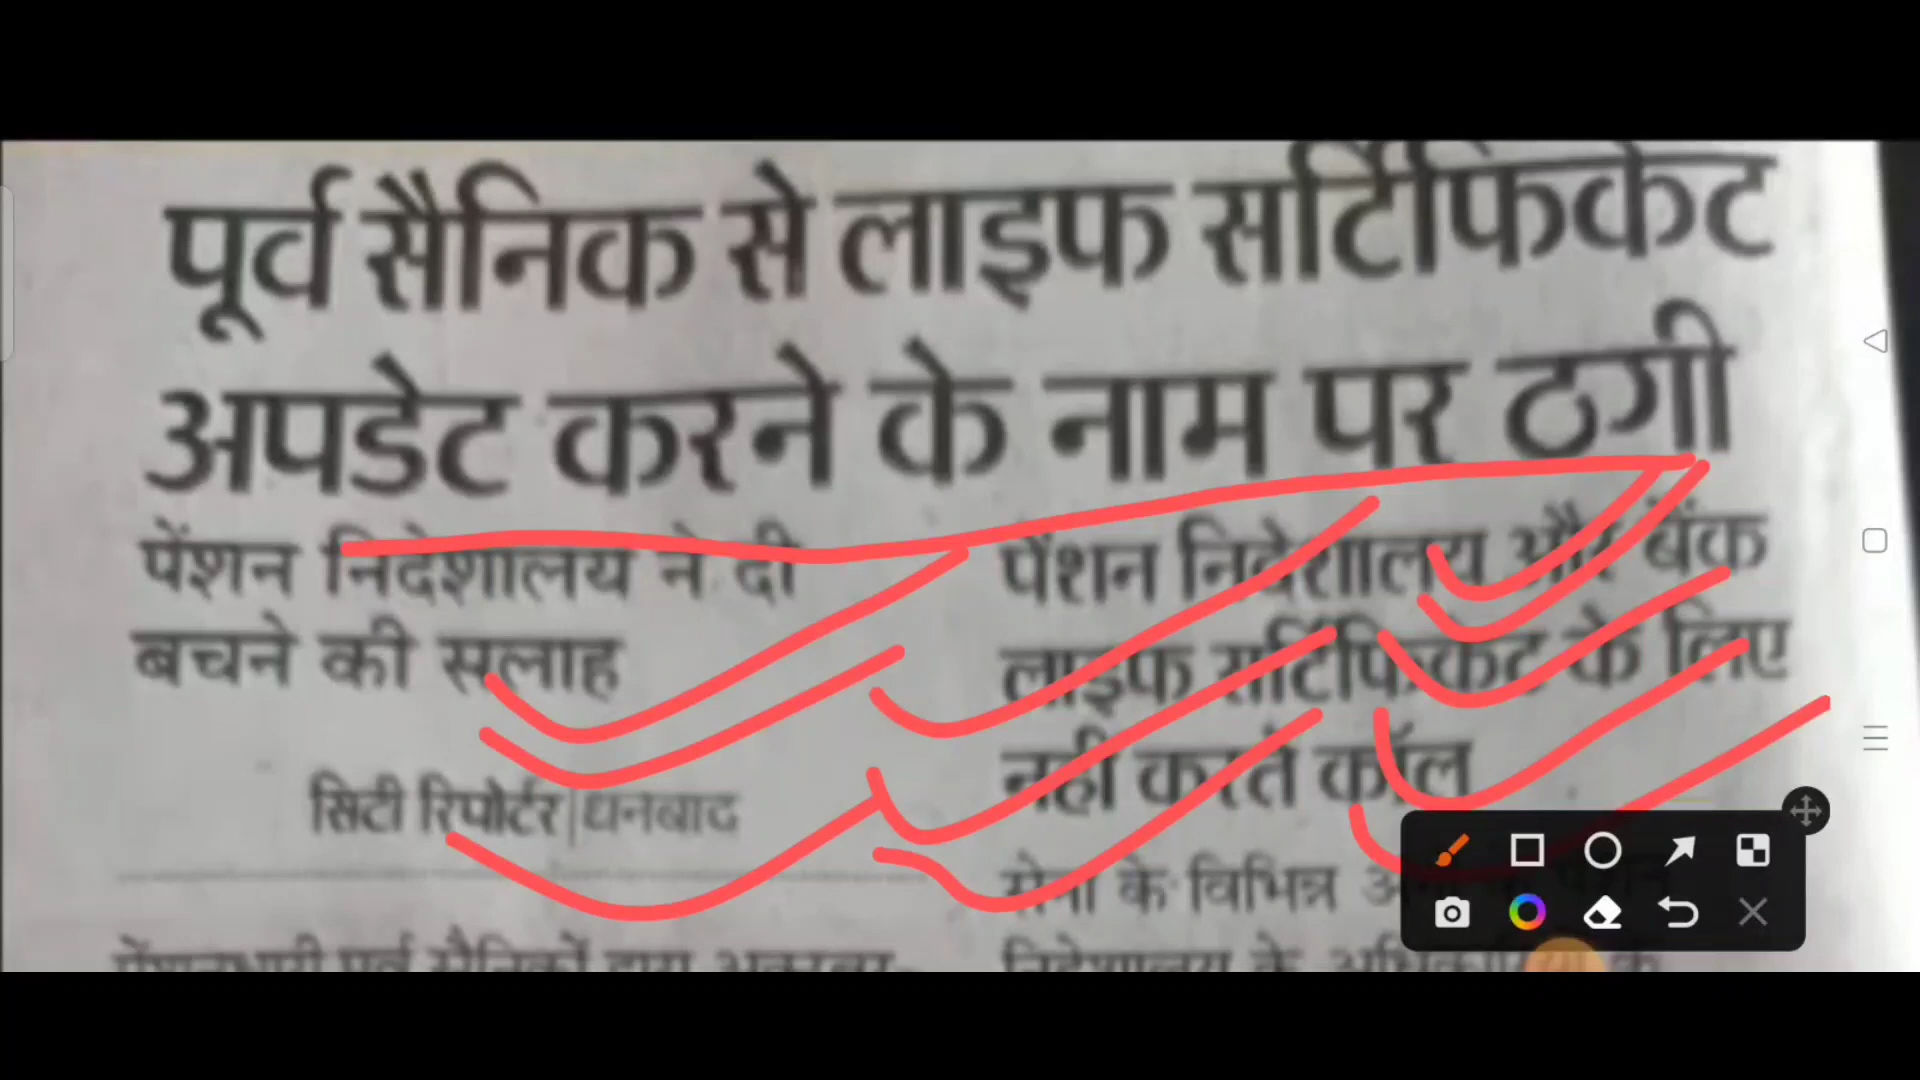 पूर्व सैनिक से लाइफ सर्टिफिकेट
अपडेट करने के नाम पर ठगी
पेंशन निदेशालय ने दी
बचने की सलाह
सिटी रिपोर्टर|धनबाद
पेंशन निदेशालय और बैंक
लाइफ सर्टिफिकेट के लिए
नहीं करते कॉल
सेना के विभिन्न
निदेशालय के